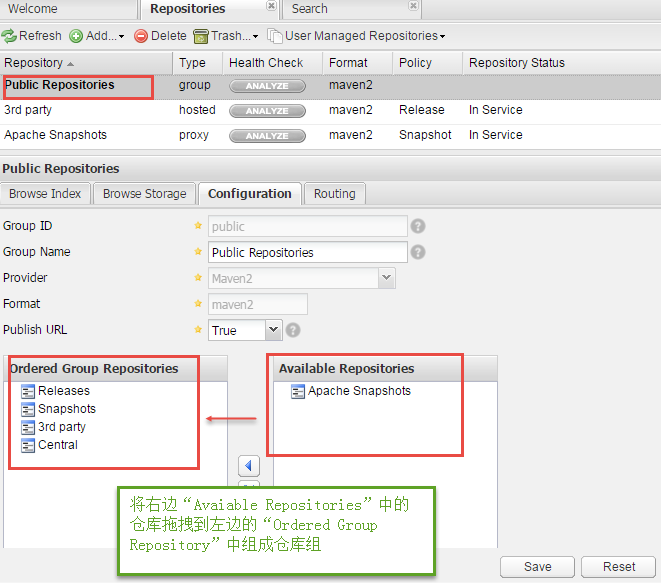 Welcome
Repositories
Search
Refresh Add... Delete Trash... User Managed Repositories
Repository Type Health Check Format Policy Repository Status
Public Repositories group ANALYZE maven2
3rd party hosted ANALYZE maven2 Release In Service
Apache Snapshots proxy ANALYZE maven2 Snapshot In Service
Public Repositories
Browse Index Browse Storage Configuration Routing
Group ID public
Group Name Public Repositories
Provider Maven2
Format maven2
Publish URL True
Ordered Group Repositories
Releases
Snapshots
3rd party
Central
Available Repositories
Apache Snapshots
将右边“Avaiable Repositories”中的
仓库拖拽到左边的“Ordered Group
Repository”中组成仓库组
Save Reset